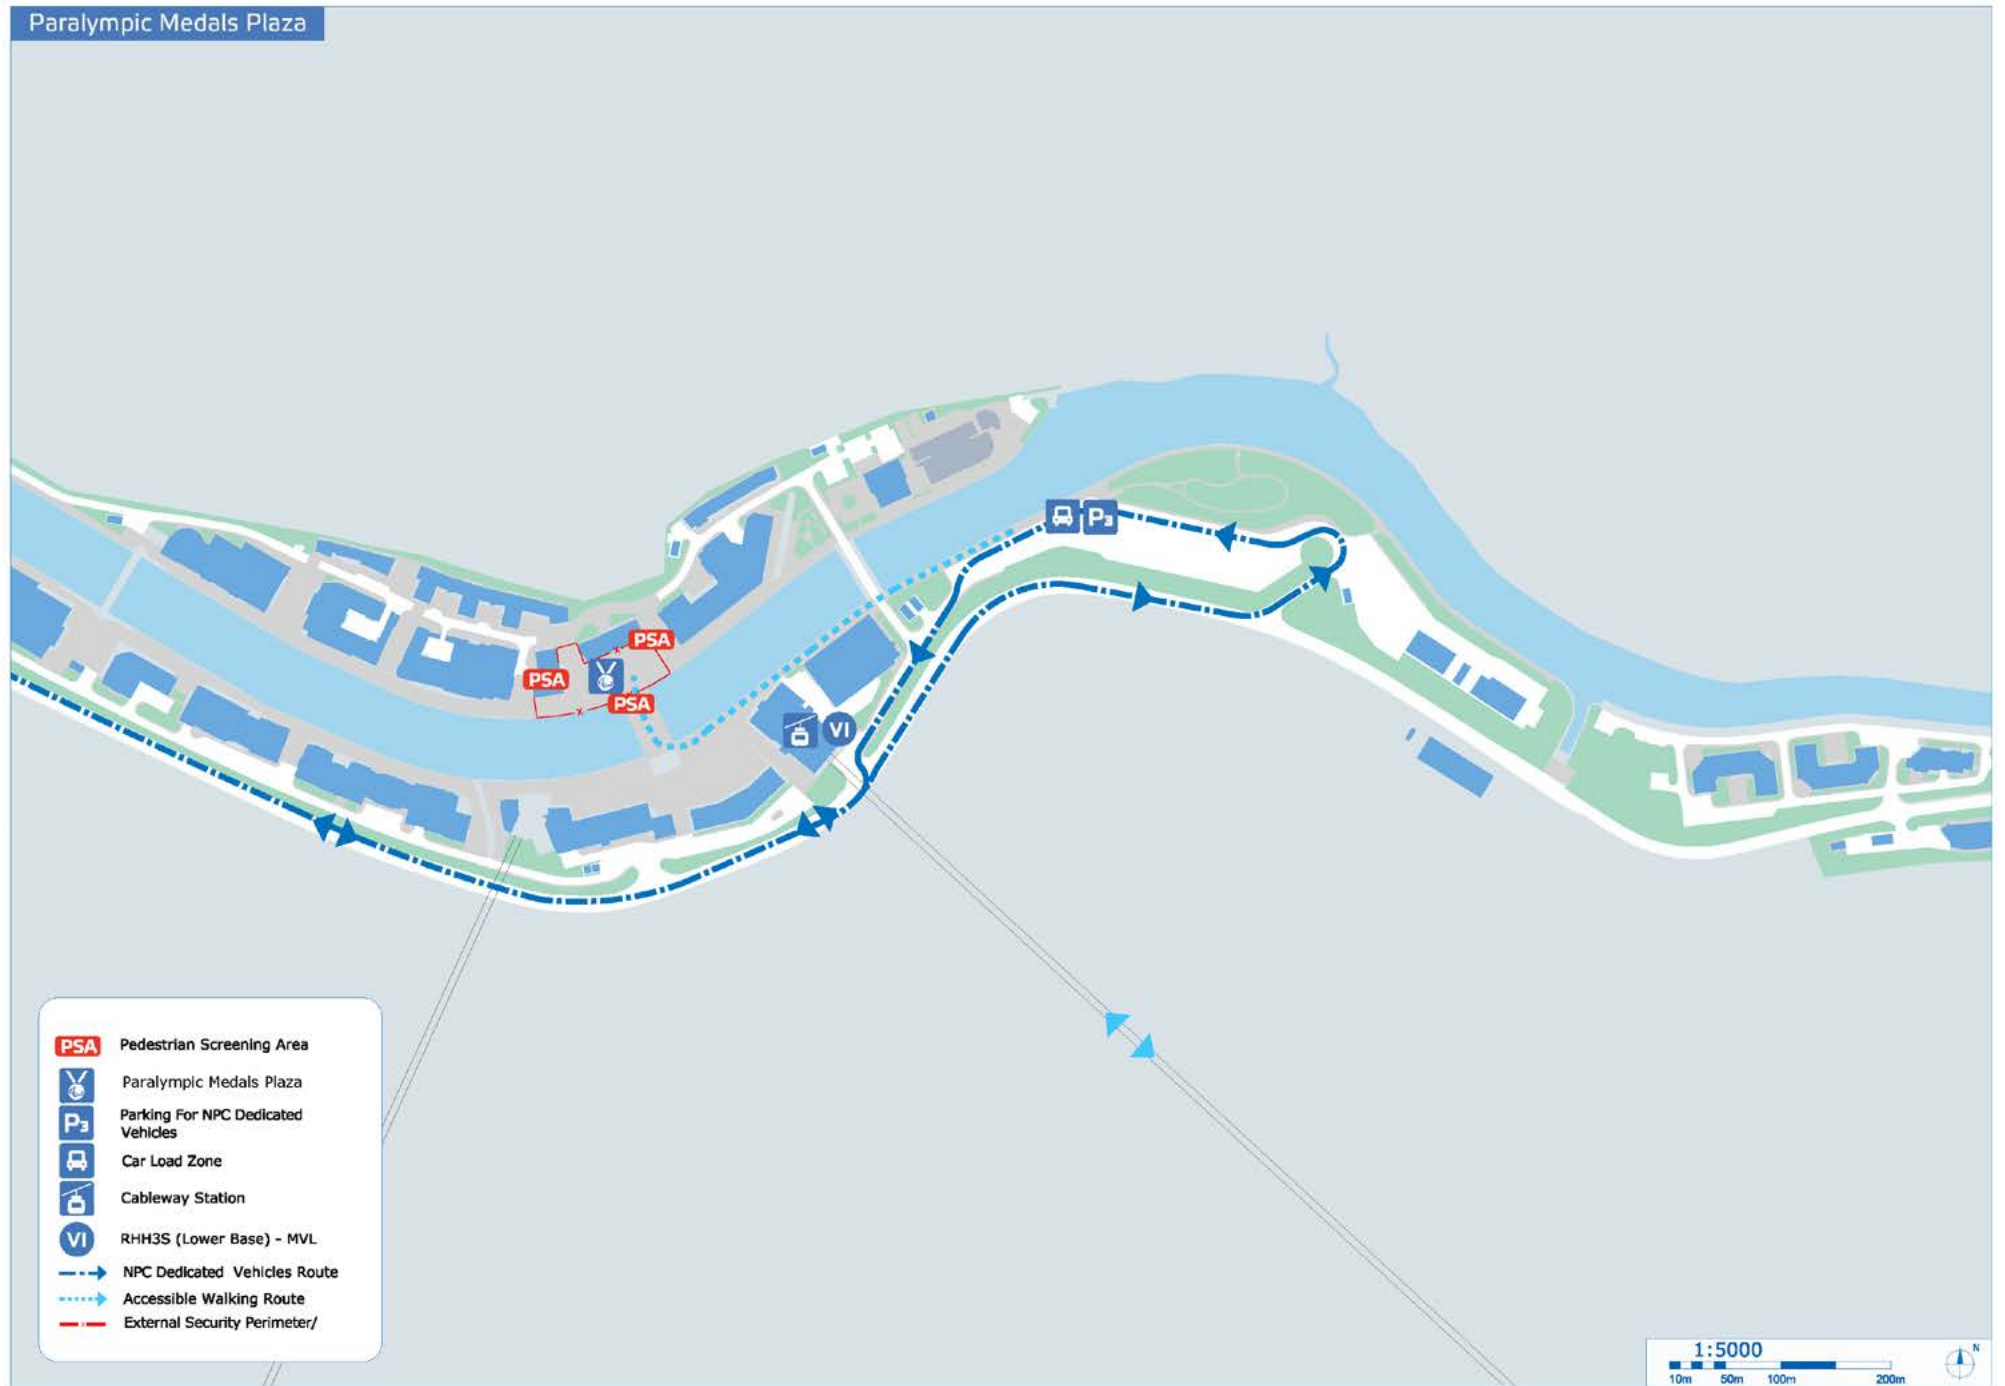 Paralympic Medals Plaza
P3
PSA
PSA
PSA
VI
PSA Pedestrian Screening Area
Paralympic Medals Plaza
P3 Parking For NPC Dedicated
Vehicles
Car Load Zone
Cableway Station
VI RHH3S (Lower Base) - MVL
NPC Dedicated Vehicles Route
Accessible Walking Route
External Security Perimeter/
1:5000
N
10m 50m 100m 200m